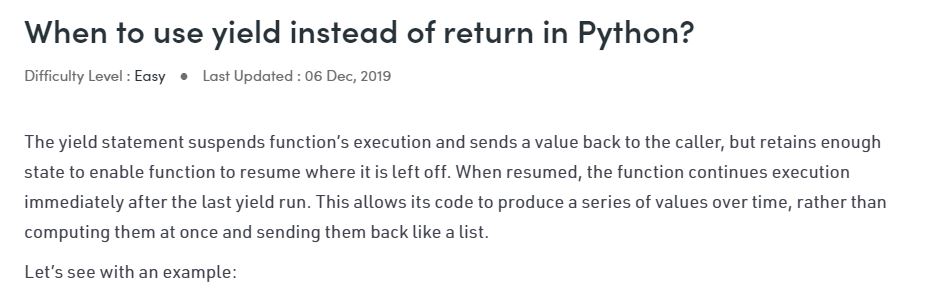 When to use yield instead of return in Python?
Difficulty Level : Easy ● Last Updated : 06 Dec, 2019
The yield statement suspends function’s execution and sends a value back to the caller, but retains enough
state to enable function to resume where it is left off. When resumed, the function continues execution
immediately after the last yield run. This allows its code to produce a series of values over time, rather than
computing them at once and sending them back like a list.
Let’s see with an example: